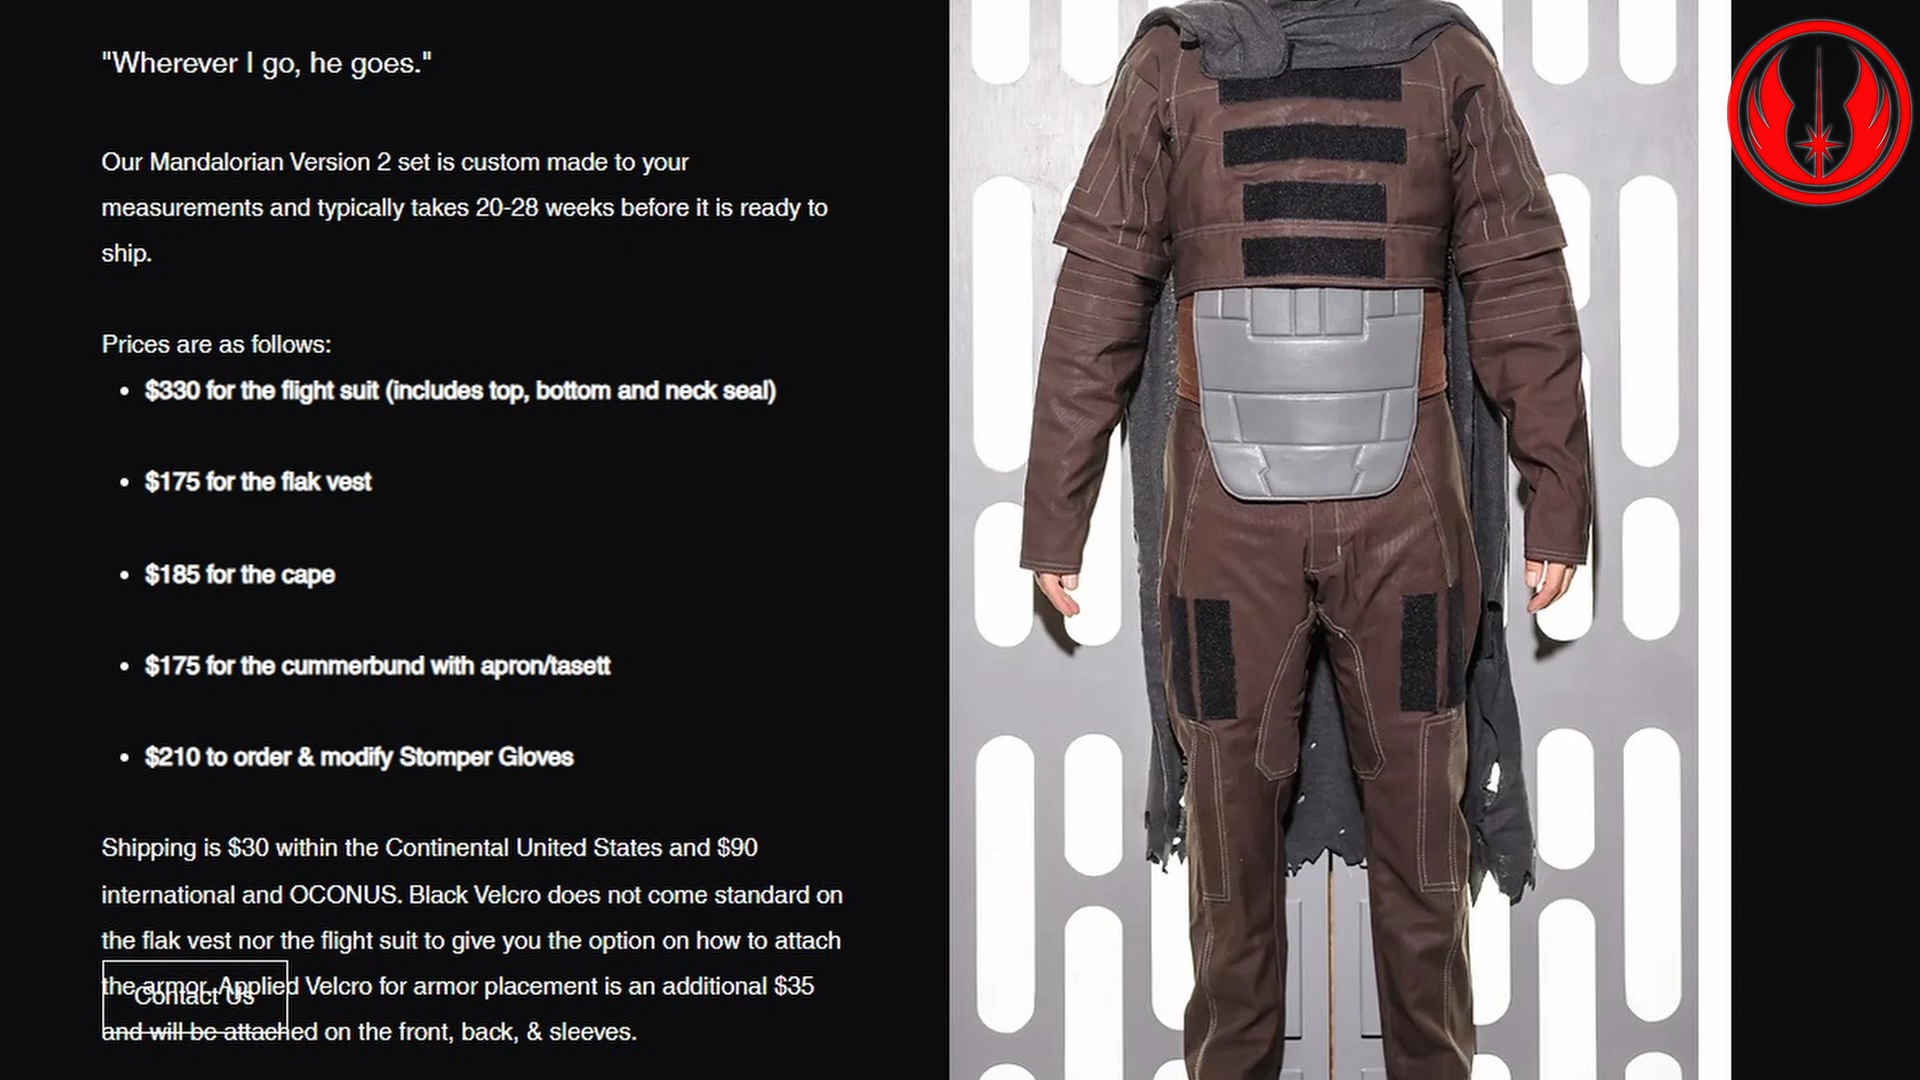 "Wherever I go, he goes."
Our Mandalorian Version 2 set is custom made to your
measurements and typically takes 20-28 weeks before it is ready to
ship.
Prices are as follows:
• $330 for the flight suit (includes top, bottom and neck seal)
• $175 for the flak vest
• $185 for the cape
• $175 for the cummerbund with apron/tasett
• $210 to order & modify Stomper Gloves
Shipping is $30 within the Continental United States and $90
international and OCONUS. Black Velcro does not come standard on
the flak vest nor the flight suit to give you the option on how to attach
the armor. Applied Velcro for armor placement is an additional $35
Contact Us
and will be attached on the front, back, & sleeves.